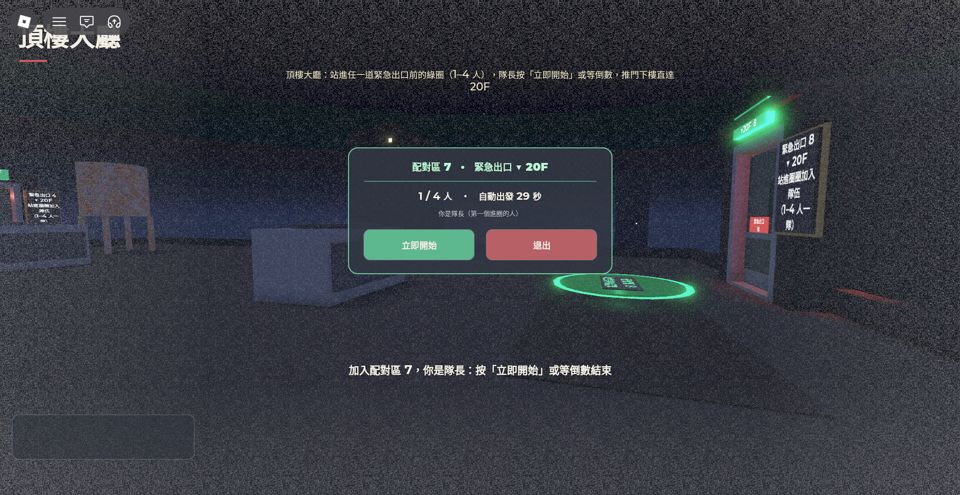 頂樓大廳
頂樓大廳：站進任一道緊急出口前的綠圈（1–4 人），隊長按「立即開始」或等倒數，推門下樓直達
20F
配對區 7 • 緊急出口 ▼ 20F
1 / 4 人 • 自動出發 29 秒
你是隊長（第一個進圈的人）
立即開始
退出
緊急出口 8
▼ 20F
站進圈圈加入
隊伍
（1–4 人一
隊）
緊急出口 4
▼ 20F
加入配對區 7，你是隊長：按「立即開始」或等倒數結束